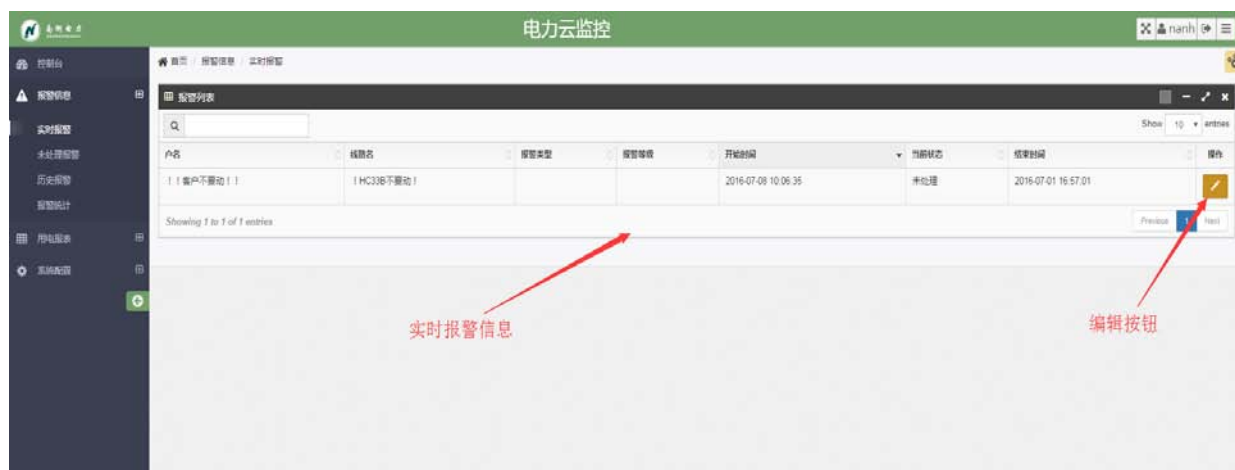 电力云监控
nanh
控制台
首页 / 报警信息 / 实时报警
报警信息
报警列表
实时报警
Show 10 entries
未处理报警
户名 线路名 报警类型 报警等级 开始时间 当前状态 结束时间 操作
历史报警
！！客户不要动！！ ！HC33B不要动！ 2016-07-08 10:06:35 未处理 2016-07-01 16:57:01
报警统计
Showing 1 to 1 of 1 entries
Previous 1 Next
用电报表
系统配置
实时报警信息
编辑按钮